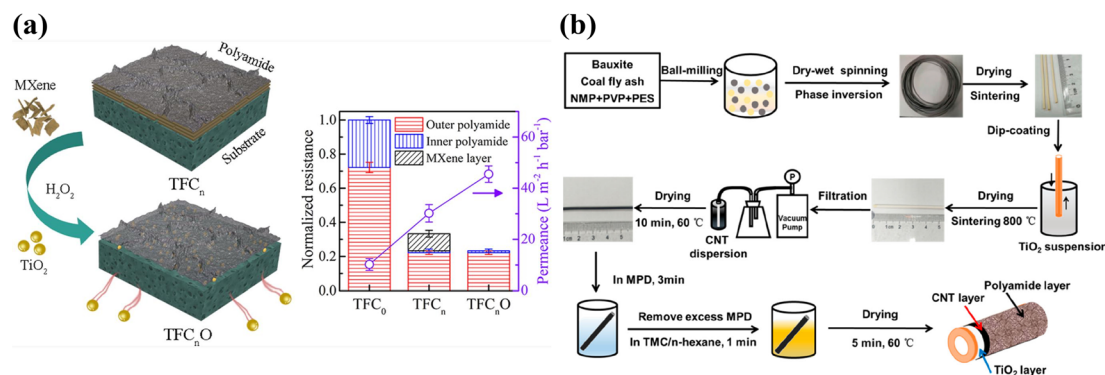 (a)
Polyamide
MXene
Substrate
TFCn
H2O2
TiO2
TFCnO
Normalized resistance
1.0
0.8
0.6
0.4
0.2
0.0
Outer polyamide
Inner polyamide
MXene layer
TFC0
TFCn
TFCnO
60
40
20
0
Permeance (L m-2 h-1 bar-1)
(b)
Bauxite
Coal fly ash
NMP+PVP+PES
Ball-milling
Dry-wet spinning
Phase inversion
Drying
Sintering
Dip-coating
TiO2 suspension
Drying
Sintering 800 ℃
Filtration
P
Vacuum
Pump
CNT
dispersion
Drying
10 min, 60 ℃
In MPD, 3min
Remove excess MPD
In TMC/n-hexane, 1 min
Drying
5 min, 60 ℃
CNT layer
Polyamide layer
TiO2 layer